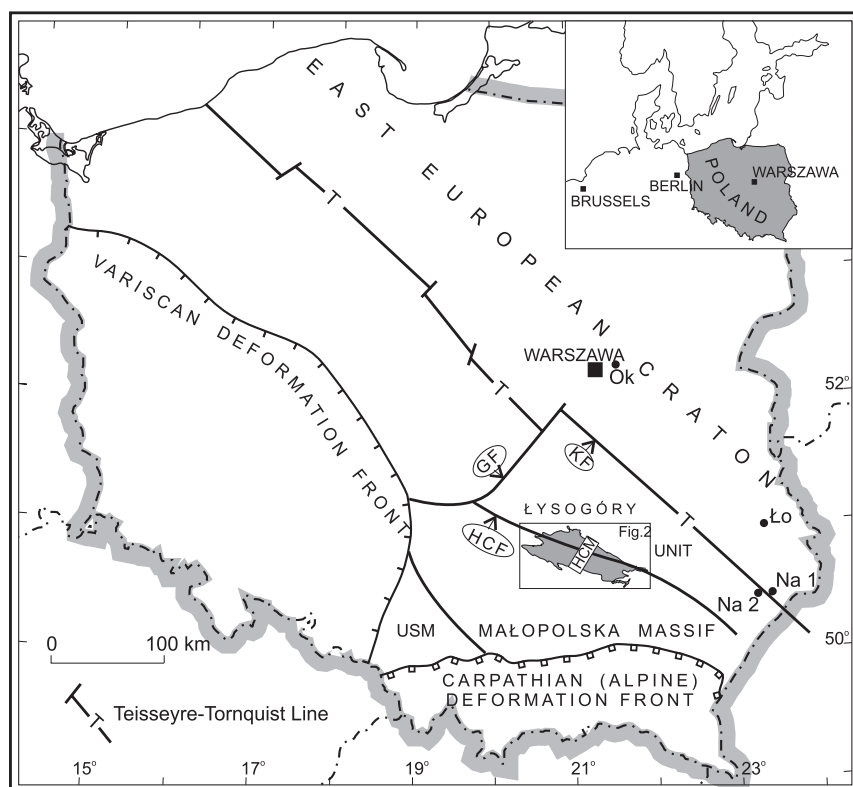 EAST EUROPEAN CRATON
POLAND
WARSZAWA
BERLIN
BRUSSELS
T
VARISCAN DEFORMATION FRONT
WARSZAWA
Ok
52°
T
GF
KF
ŁYSOGÓRY
T
Ło
HCF
Fig.2
HCM
UNIT
Na 1
Na 2
USM
MAŁOPOLSKA MASSIF
50°
0 100 km
CARPATHIAN (ALPINE)
DEFORMATION FRONT
T
Teisseyre-Tornquist Line
15° 17° 19° 21° 23°